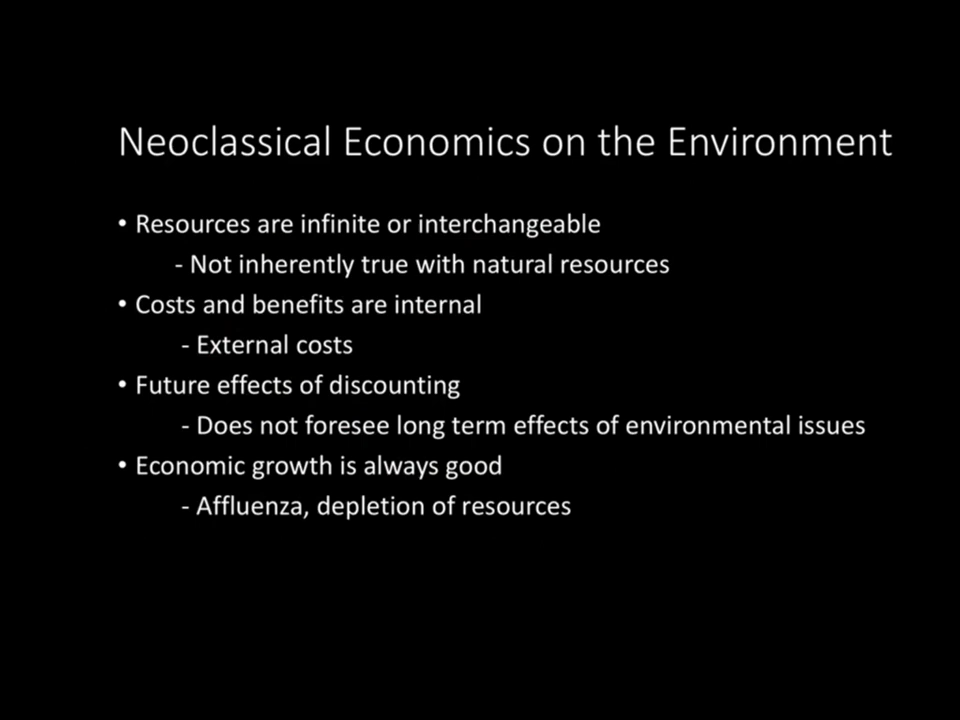 Neoclassical Economics on the Environment
• Resources are infinite or interchangeable
- Not inherently true with natural resources
• Costs and benefits are internal
- External costs
• Future effects of discounting
- Does not foresee long term effects of environmental issues
• Economic growth is always good
- Affluenza, depletion of resources